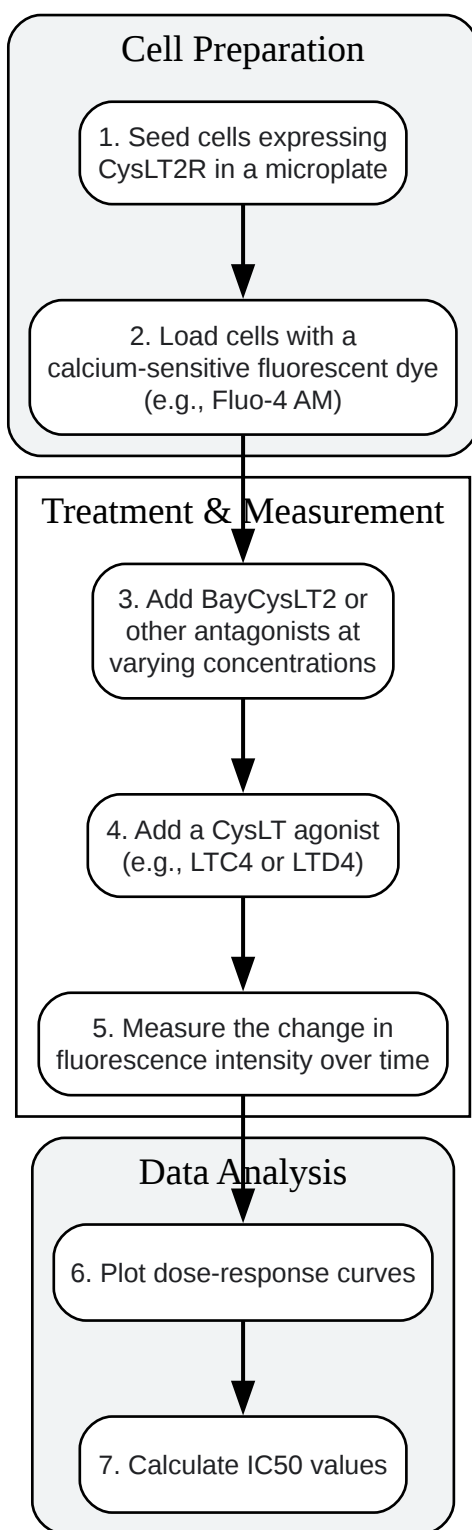 Cell Preparation
1. Seed cells expressing
CysLT2R in a microplate
2. Load cells with a
calcium-sensitive fluorescent dye
(e.g., Fluo-4 AM)
Treatment & Measurement
3. Add BayCysLT2 or
other antagonists at
varying concentrations
4. Add a CysLT agonist
(e.g., LTC4 or LTD4)
5. Measure the change in
fluorescence intensity over time
Data Analysis
6. Plot dose-response curves
7. Calculate IC50 values